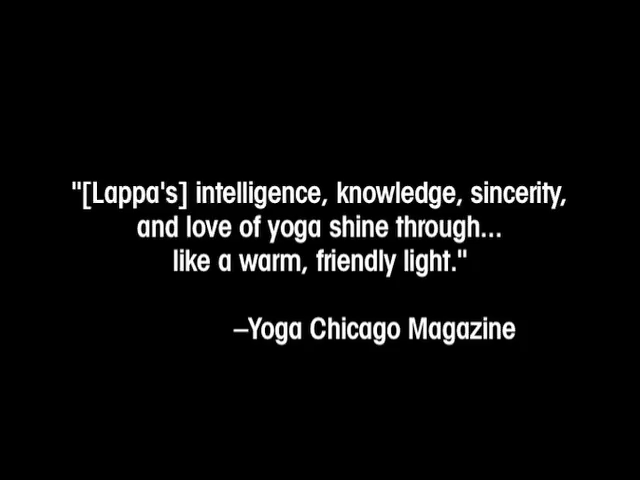 "[Lappa's] intelligence, knowledge, sincerity,
and love of yoga shine through...
like a warm, friendly light."
–Yoga Chicago Magazine